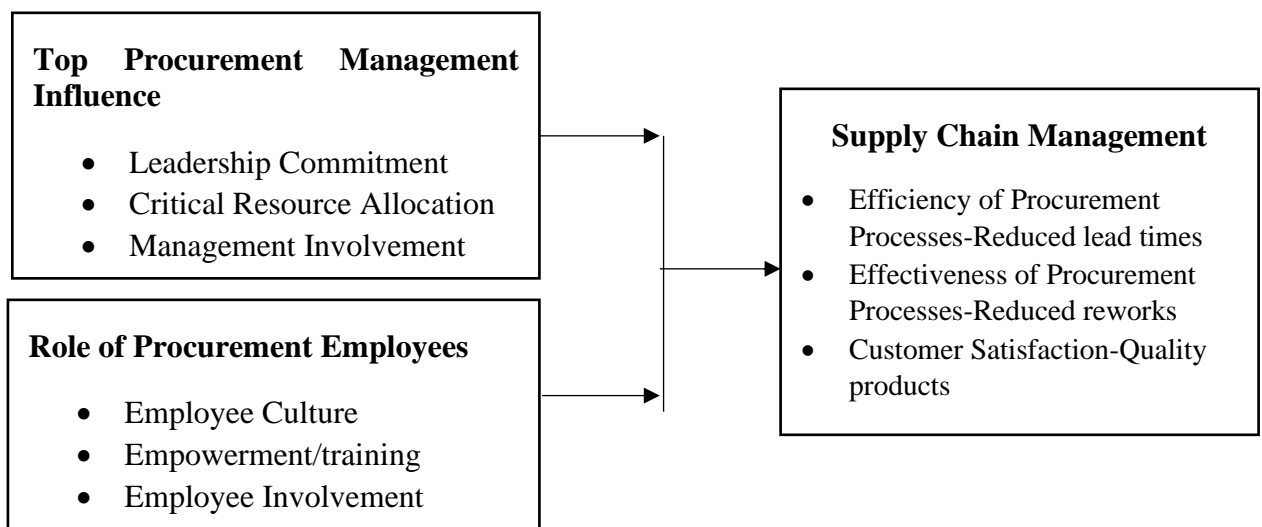 Top Procurement Management
Influence
• Leadership Commitment
• Critical Resource Allocation
• Management Involvement
Role of Procurement Employees
• Employee Culture
• Empowerment/training
• Employee Involvement
Supply Chain Management
• Efficiency of Procurement
Processes-Reduced lead times
• Effectiveness of Procurement
Processes-Reduced reworks
• Customer Satisfaction-Quality
products